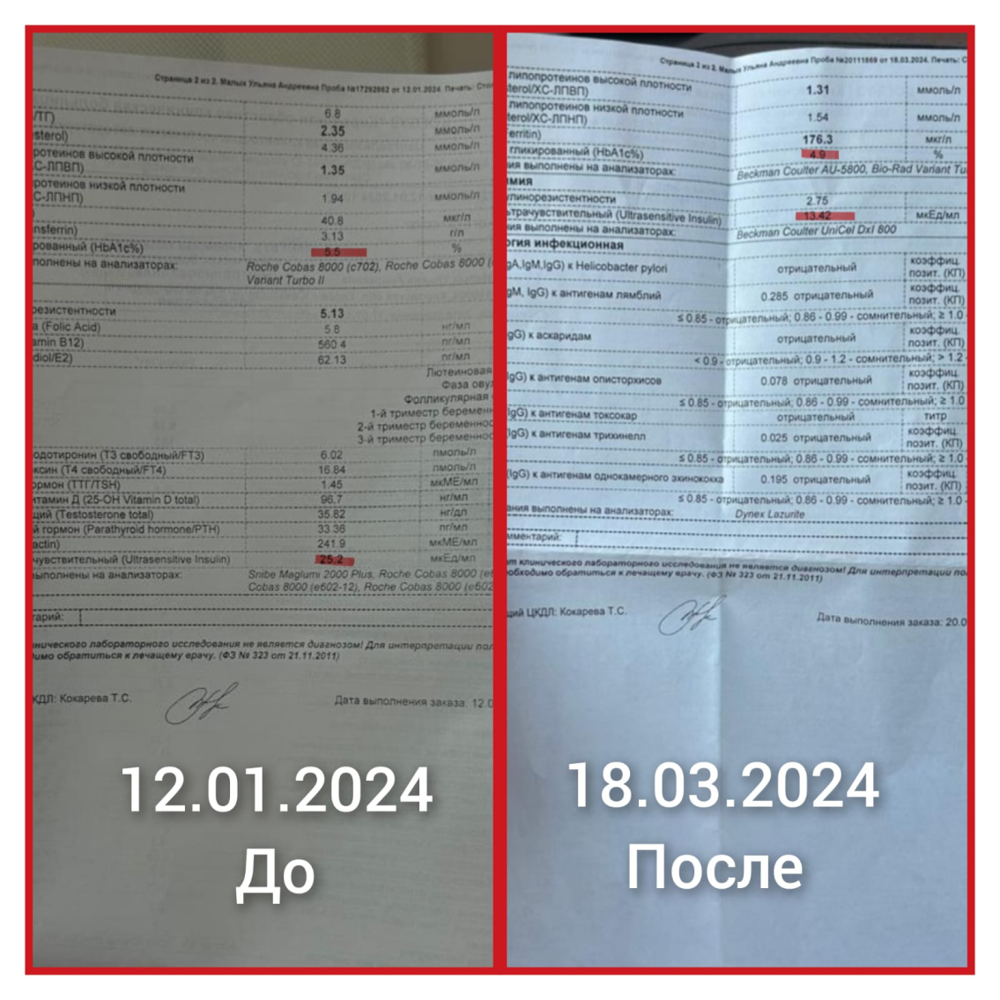 Страница 2 из 2. Малых Ульяна Андреевна Проба №17292862 от 12.01.2024. Печать: Стол
6.8 ммоль/л
/ТГ) 2.35 ммоль/л
sterol) 4.36 ммоль/л
ротеинов высокой плотности
(С-ЛПВП) 1.35 ммоль/л
ротеинов низкой плотности
(С-ЛПНП) 1.94 ммоль/л
) 40.8 мкг/л
nsferrin) 3.13 г/л
рованный (HbA1c%) 5.5 %
полнены на анализаторах: Roche Cobas 8000 (c702), Roche Cobas 8000 (
Variant Turbo II
резистентности 5.13
а (Folic Acid) 5.8 нг/мл
amin B12) 560.4 пг/мл
diol/E2) 62.13 пг/мл
Лютеиновая
Фаза ову
Фолликулярная
1-й триместр беремен
2-й триместр беременнос
3-й триместр беременнос
одотиронин (Т3 свободный/FT3) 6.02 пмоль/л
ксин (Т4 свободный/FT4) 16.84 пмоль/л
ормон (ТТГ/TSH) 1.45 мкМЕ/мл
итамин Д (25-OH Vitamin D total) 96.7 нг/мл
щий (Testosterone total) 35.82 нг/дл
й гормон (Parathyroid hormone/PTH) 33.36 пг/мл
actin) 241.9 мкМЕ/мл
чувствительный (Ultrasensitive Insulin) 25.2 мкЕд/мл
ыполнены на анализаторах: Snibe Maglumi 2000 Plus, Roche Cobas 8000 (e6
Cobas 8000 (e602-12), Roche Cobas 8000 (e602
арий:
нического лабораторного исследования не является диагнозом! Для интерпретации пол
димо обратиться к лечащему врачу. (ФЗ № 323 от 21.11.2011)
КДЛ: Кокарева Т.С. Дата выполнения заказа: 12.0
12.01.2024
До
Страница 2 из 2. Малых Ульяна Андреевна Проба №20111869 от 18.03.2024. Печать: С
липопротеинов высокой плотности
terol/ХС-ЛПВП) 1.31 ммоль/л
липопротеинов низкой плотности
terol/ХС-ЛПНП) 1.54 ммоль/л
erritin) 176.3 мкг/л
гликированный (HbA1c%) 4.9 %
ия выполнены на анализаторах: Beckman Coulter AU-5800, Bio-Rad Variant Tu
имия
улинорезистентности 2.75
ьтрачувствительный (Ultrasensitive Insulin) 13.42 мкЕд/мл
ния выполнены на анализаторах: Beckman Coulter UniCel DxI 800
огия инфекционная
gA,IgM,IgG) к Helicobacter pylori отрицательный коэффиц. позит. (КП)
gM, IgG) к антигенам лямблий 0.285 отрицательный коэффиц. позит. (КП)
≤ 0.85 - отрицательный; 0.86 - 0.99 - сомнительный; ≥ 1.0
IgG) к аскаридам отрицательный коэффиц. позит. (КП)
< 0.9 - отрицательный; 0.9 - 1.2 - сомнительный; > 1.2
IgG) к антигенам описторхисов 0.078 отрицательный коэффиц. позит. (КП)
≤ 0.85 - отрицательный; 0.86 - 0.99 - сомнительный; ≥ 1.0
IgG) к антигенам токсокар отрицательный титр
(IgG) к антигенам трихинелл 0.025 отрицательный коэффиц. позит. (КП)
≤ 0.85 - отрицательный; 0.86 - 0.99 - сомнительный; ≥ 1.0
(IgG) к антигенам однокамерного эхинококка 0.195 отрицательный коэффиц. позит. (КП)
≤ 0.85 - отрицательный; 0.86 - 0.99 - сомнительный; ≥ 1.0
ания выполнены на анализаторах: Dynex Lazurite
мментарий:
ат клинического лабораторного исследования не является диагнозом! Для интерпретации пол
еобходимо обратиться к лечащему врачу. (ФЗ № 323 от 21.11.2011)
щий ЦКДЛ: Кокарева Т.С. Дата выполнения заказа: 20.0
18.03.2024
После